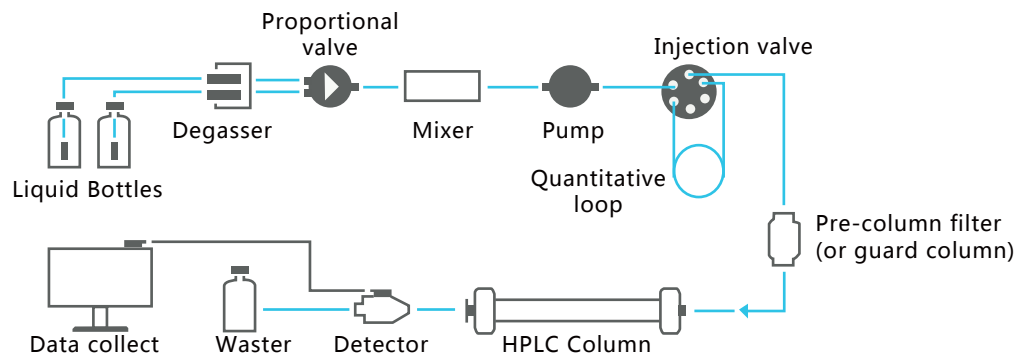 Proportional
valve
Injection valve
Degasser
Mixer
Pump
Liquid Bottles
Quantitative
loop
Pre-column filter
(or guard column)
Data collect
Waster
Detector
HPLC Column